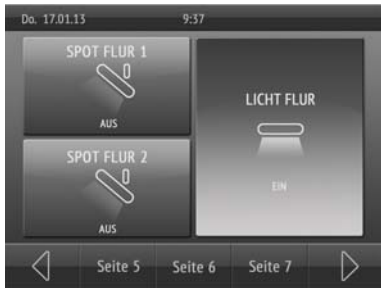 Do. 17.01.13 9:37
SPOT FLUR 1
AUS
SPOT FLUR 2
AUS
LICHT FLUR
EIN
Seite 5 Seite 6 Seite 7